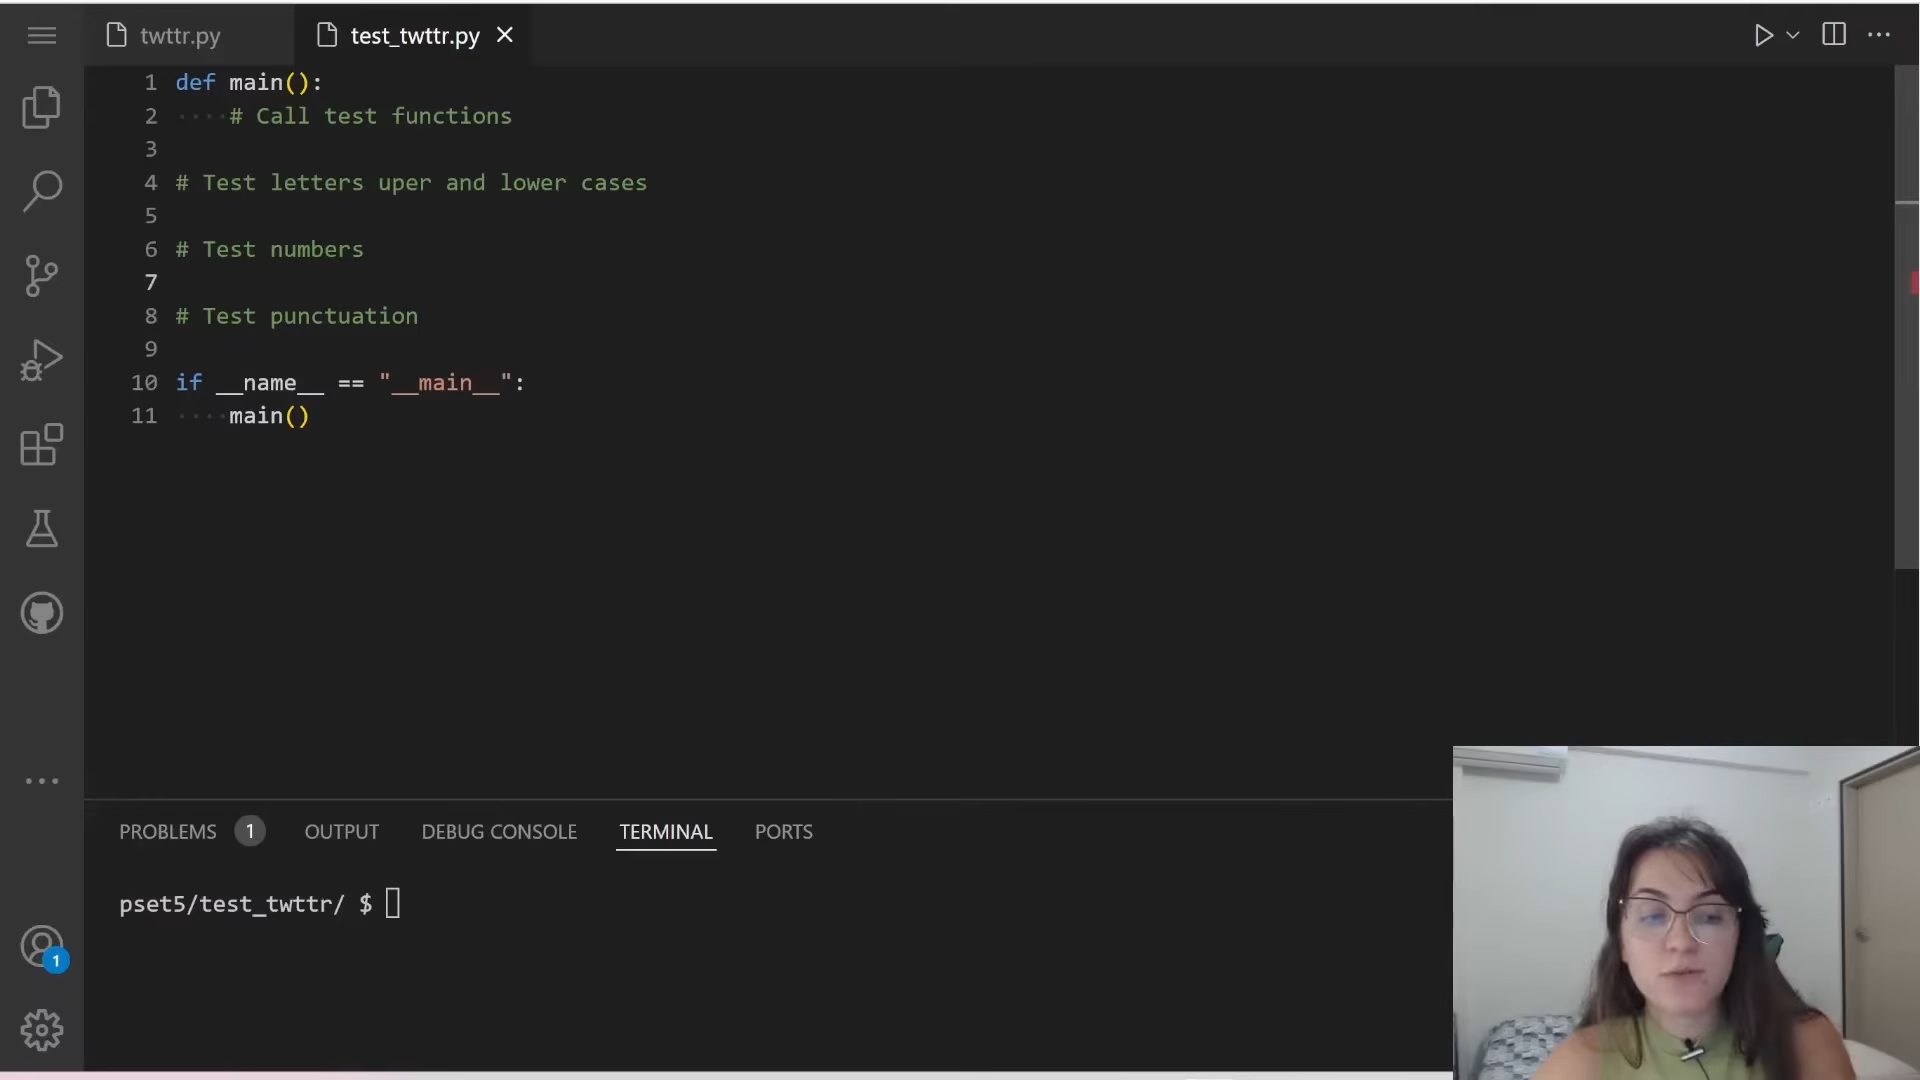 twttr.py
test_twttr.py
1 def main():
2 # Call test functions
3
4 # Test letters uper and lower cases
5
6 # Test numbers
7
8 # Test punctuation
9
10 if __name__ == "__main__":
11 main()
PROBLEMS 1 OUTPUT DEBUG CONSOLE TERMINAL PORTS
pset5/test_twttr/ $
1